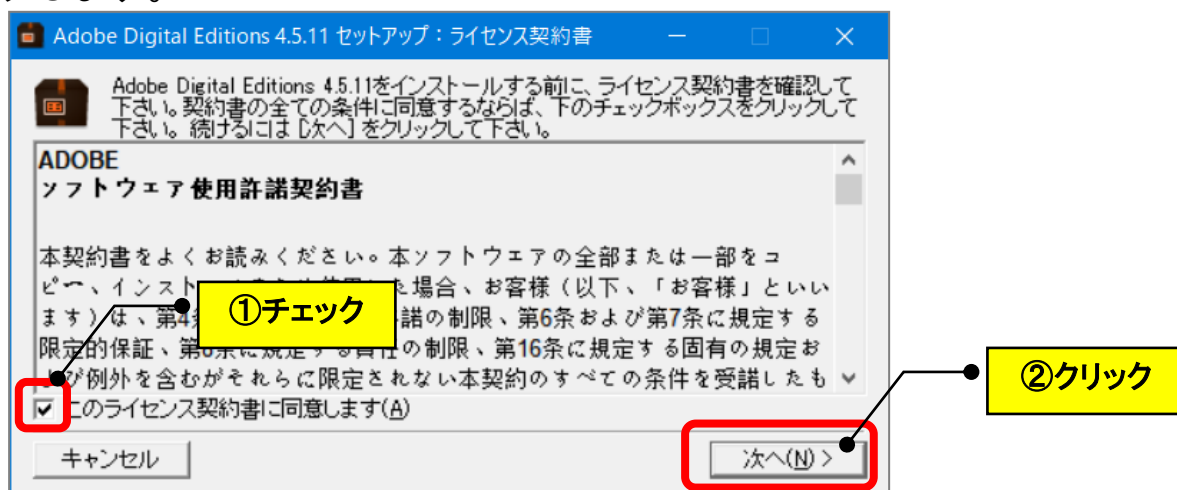 Adobe Digital Editions 4.5.11 セットアップ：ライセンス契約書
Adobe Digital Editions 4.5.11をインストールする前に、ライセンス契約書を確認して
下さい。契約書の全ての条件に同意するならば、下のチェックボックスをクリックして
下さい。続けるには [次へ] をクリックして下さい。
ADOBE
ソフトウェア使用許諾契約書
本契約書をよくお読みください。本ソフトウェアの全部または一部をコ
ピー、インスト 場合、お客様（以下、「お客様」といい
ます）は、第4 諾の制限、第6条および第7条に規定する
限定的保証、第 の制限、第16条に規定する固有の規定お
よび例外を含むがそれらに限定されない本契約のすべての条件を受諾したも
①チェック
このライセンス契約書に同意します(A)
キャンセル
次へ(N) >
②クリック